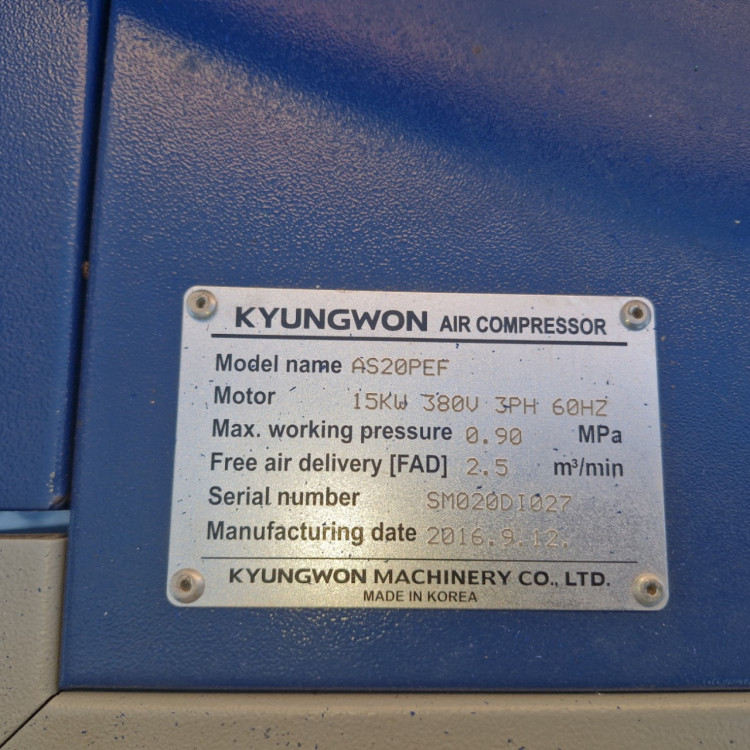 KYUNGWON AIR COMPRESSOR
Model name AS20PEF
Motor 15KW 380V 3PH 60HZ
Max. working pressure 0.90 MPa
Free air delivery [FAD] 2.5 m³/min
Serial number SM020DI027
Manufacturing date 2016.9.12.
KYUNGWON MACHINERY CO., LTD.
MADE IN KOREA